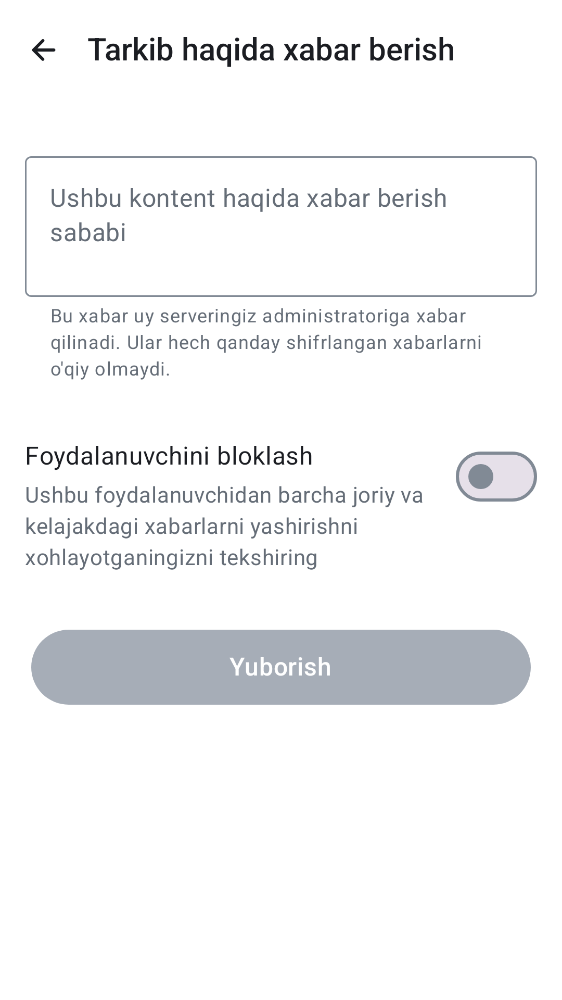 Tarkib haqida xabar berish
Ushbu kontent haqida xabar berish
sababi
Bu xabar uy serveringiz administratoriga xabar
qilinadi. Ular hech qanday shifrlangan xabarlarni
o'qiy olmaydi.
Foydalanuvchini bloklash
Ushbu foydalanuvchidan barcha joriy va
kelajakdagi xabarlarni yashirishni
xohlayotganingizni tekshiring
Yuborish